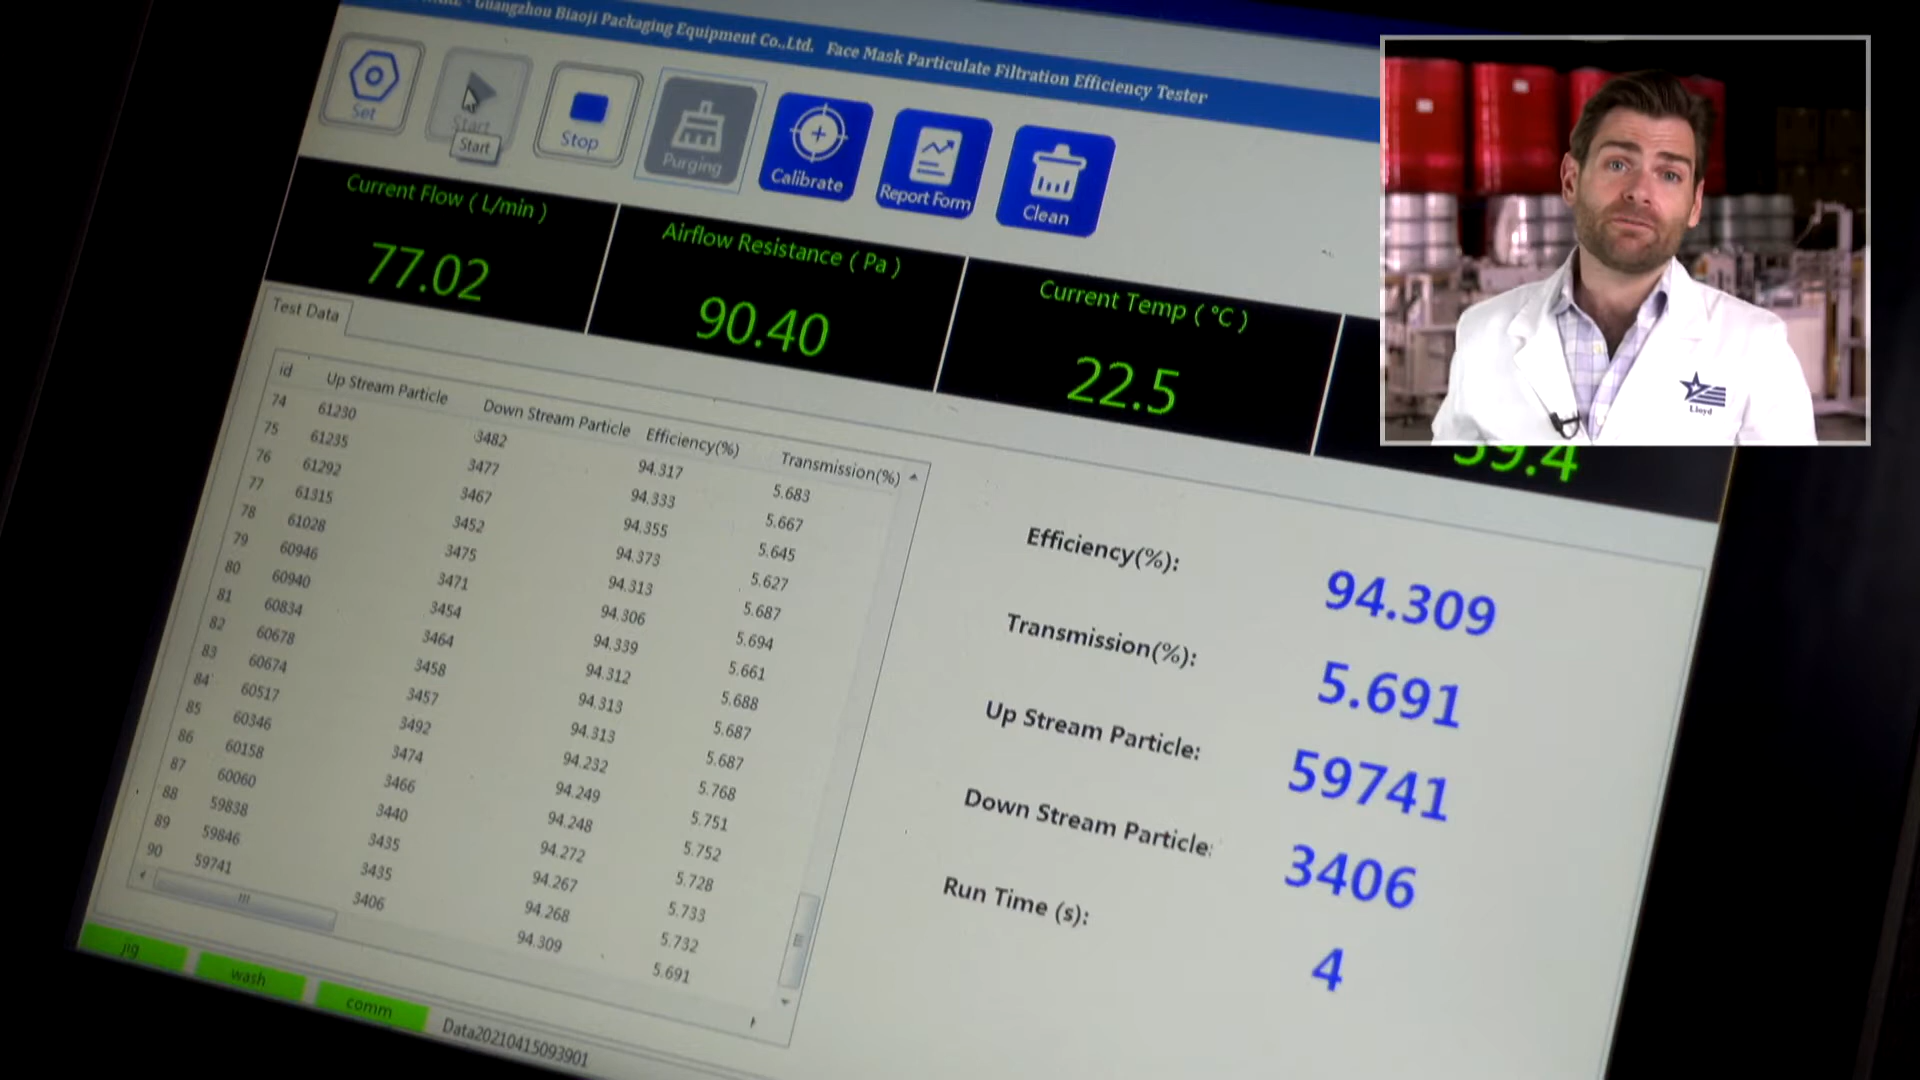 Guangzhou Biaoji Packaging Equipment Co.,Ltd. Face Mask Particulate Filtration Efficiency Tester
Set
Start
Start
Stop
Purging
Calibrate
Report Form
Clean
Current Flow ( L/min )
77.02
Airflow Resistance ( Pa )
90.40
Current Temp ( ℃ )
22.5
59.4
Lloyd
Test Data
id Up Stream Particle Down Stream Particle Efficiency(%) Transmission(%)
74 61230 3482 94.317 5.683
75 61235 3477 94.333 5.667
76 61292 3467 94.355 5.645
77 61315 3452 94.373 5.627
78 61028 3475 94.313 5.687
79 60946 3471 94.306 5.694
80 60940 3454 94.339 5.661
81 60834 3464 94.312 5.688
82 60678 3458 94.313 5.687
83 60674 3457 94.313 5.687
84 60517 3492 94.232 5.768
85 60346 3474 94.249 5.751
86 60158 3466 94.248 5.752
87 60060 3440 94.272 5.728
88 59838 3435 94.267 5.733
89 59846 3435 94.268 5.732
90 59741 3406 94.309 5.691
Efficiency(%): 94.309
Transmission(%): 5.691
Up Stream Particle: 59741
Down Stream Particle: 3406
Run Time (s): 4
jig
wash
comm
Data20210415093901